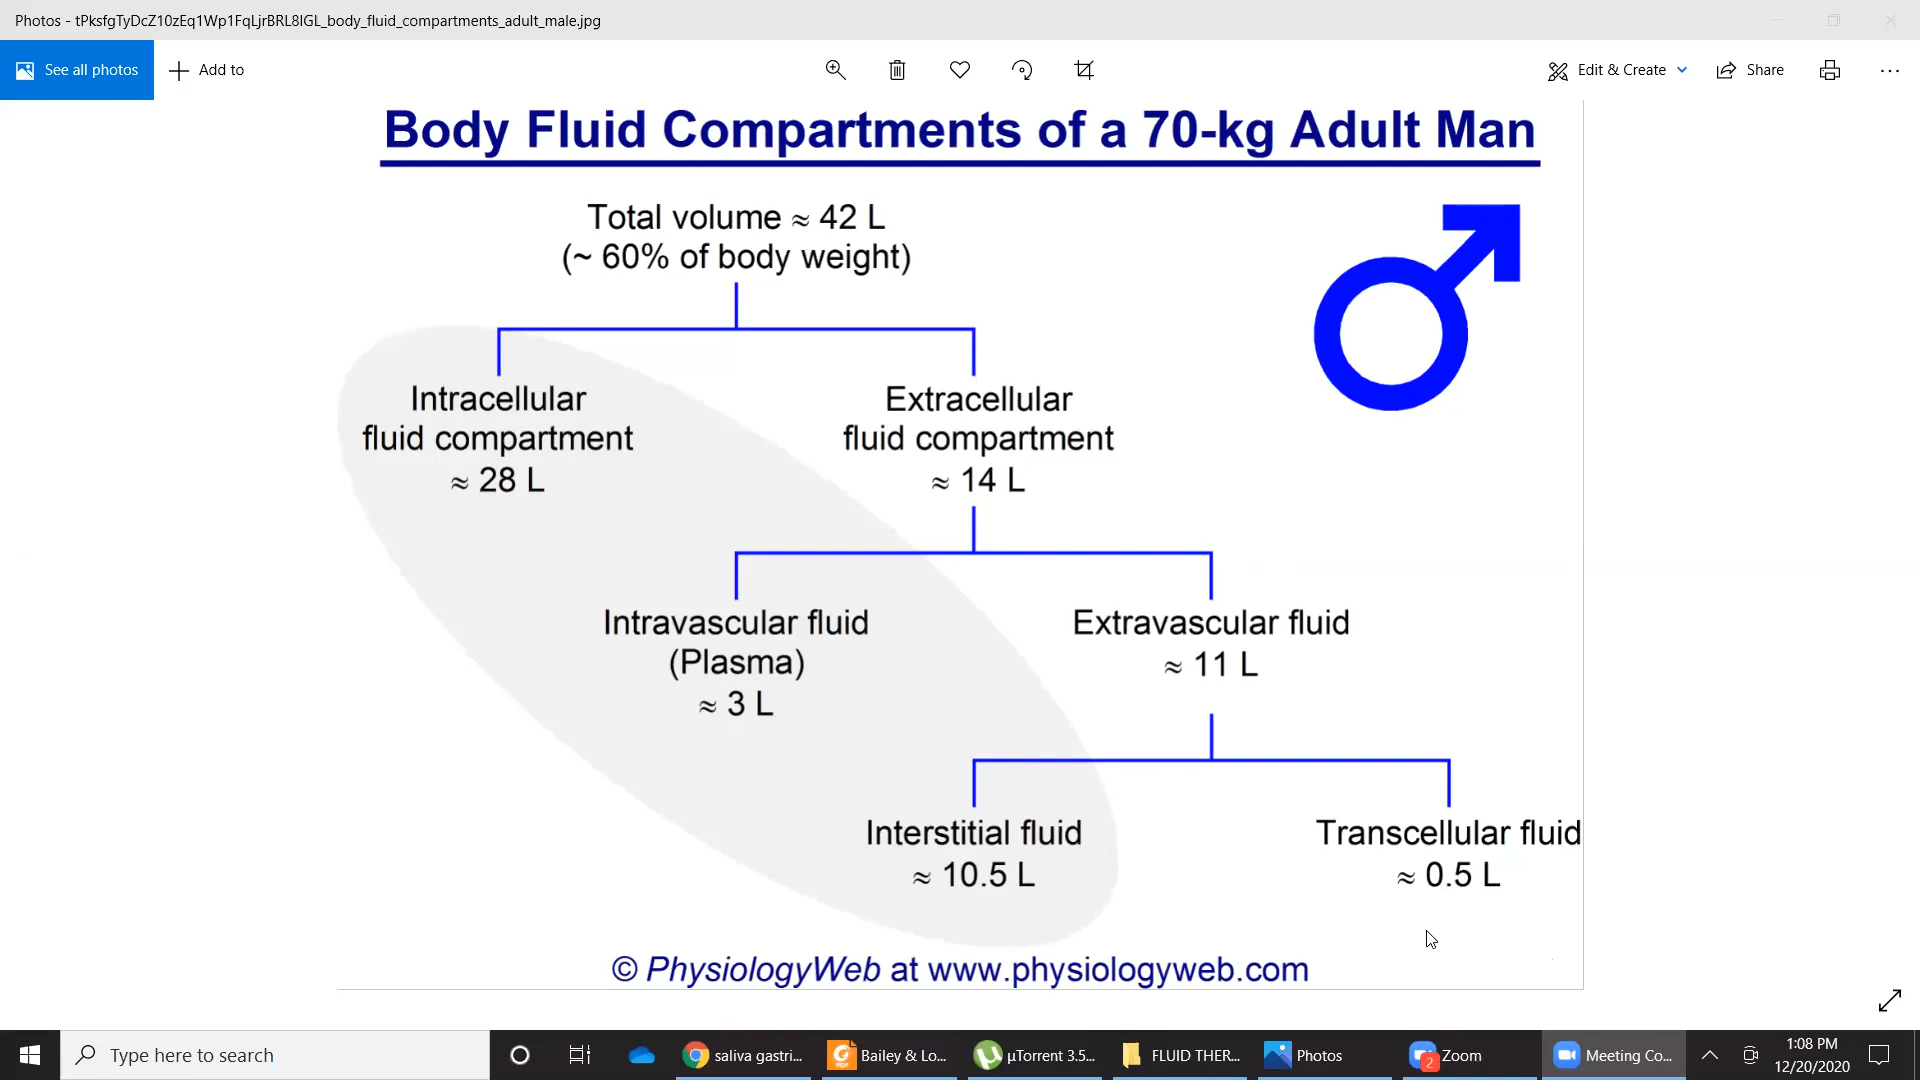 Photos - tPksfgTyDcZ10zEq1Wp1FqLjrBRL8lGL_body_fluid_compartments_adult_male.jpg
See all photos
Add to
Edit & Create
Share
Body Fluid Compartments of a 70-kg Adult Man
Total volume ≈ 42 L
(~ 60% of body weight)
Intracellular
fluid compartment
≈ 28 L
Extracellular
fluid compartment
≈ 14 L
Intravascular fluid
(Plasma)
≈ 3 L
Extravascular fluid
≈ 11 L
Interstitial fluid
≈ 10.5 L
Transcellular fluid
≈ 0.5 L
© PhysiologyWeb at www.physiologyweb.com
Type here to search
saliva gastri...
Bailey & Lo...
µTorrent 3.5...
FLUID THER...
Photos
2
Zoom
Meeting Co...
1:08 PM
12/20/2020